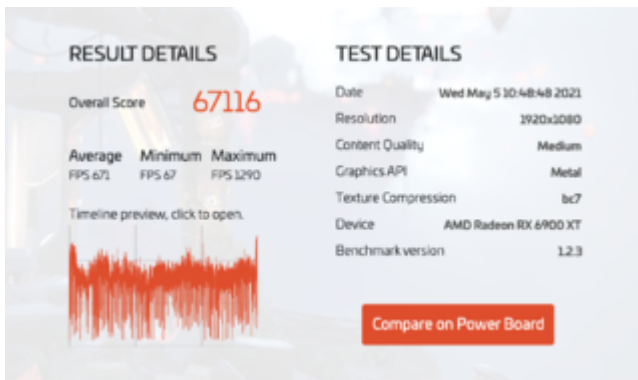 RESULT DETAILS
Overall Score 67116
Average Minimum Maximum
FPS 671 FPS 67 FPS 1290
Timeline preview, click to open.
TEST DETAILS
Date Wed May 5 10:48:48 2021
Resolution 1920x1080
Content Quality Medium
Graphics API Metal
Texture Compression bc7
Device AMD Radeon RX 6900 XT
Benchmark version 1.2.3
Compare on Power Board